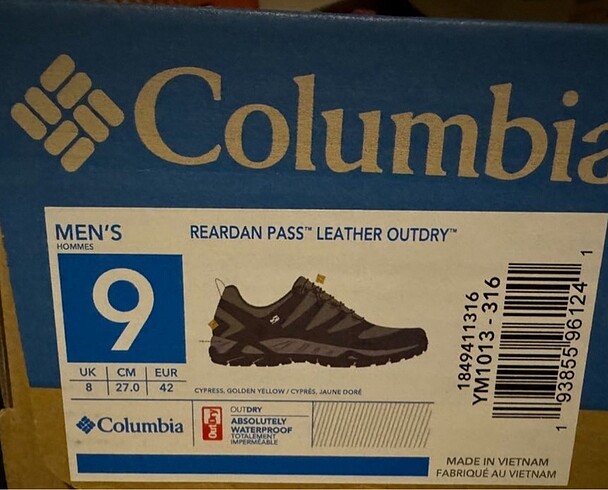 Columbia
MEN'S
HOMMES
REARDAN PASS™ LEATHER OUTDRY™
9
UK CM EUR
8 27.0 42
CYPRESS, GOLDEN YELLOW / CYPRÈS, JAUNE DORÉ
Columbia
OutDry
OUTDRY
ABSOLUTELY
WATERPROOF
TOTALEMENT
IMPERMÉABLE
1849411316
YM1013 - 316
1 93855 96124 1
MADE IN VIETNAM
FABRIQUÉ AU VIETNAM